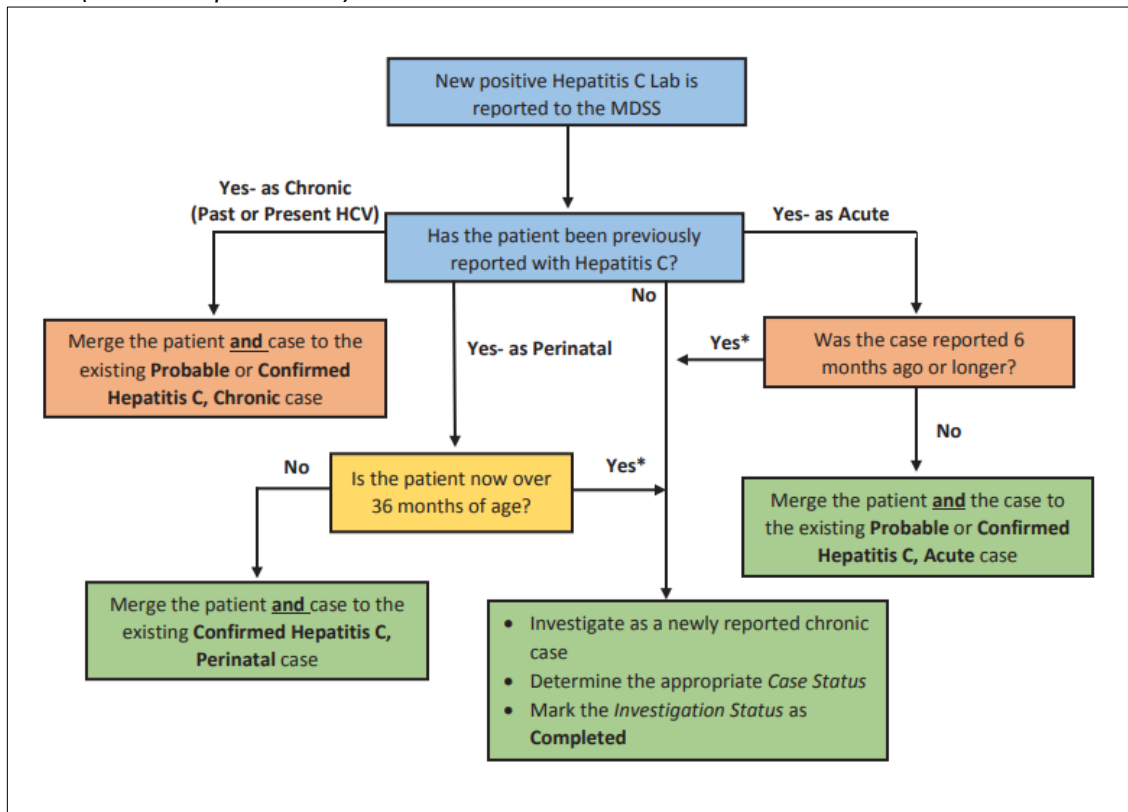 New positive Hepatitis C Lab is
reported to the MDSS
Yes- as Chronic
(Past or Present HCV)
Yes- as Acute
Has the patient been previously
reported with Hepatitis C?
No
Merge the patient and case to the
existing Probable or Confirmed
Hepatitis C, Chronic case
Yes- as Perinatal
Yes*
Was the case reported 6
months ago or longer?
No
No
Is the patient now over
36 months of age?
Yes*
Merge the patient and the case to
the existing Probable or Confirmed
Hepatitis C, Acute case
Merge the patient and case to the
existing Confirmed Hepatitis C,
Perinatal case
• Investigate as a newly reported chronic
case
• Determine the appropriate Case Status
• Mark the Investigation Status as
Completed